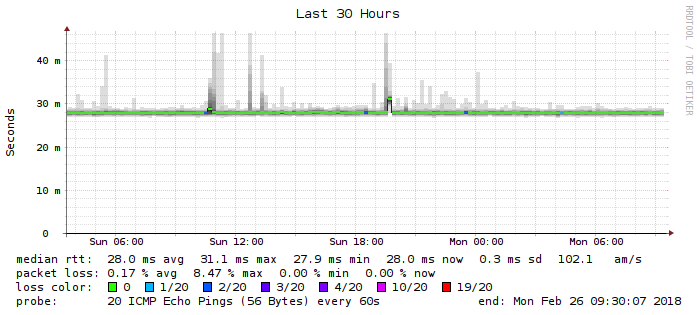 Last 30 Hours
RRDTOOL / TOBI OETIKER
Seconds
40 m
30 m
20 m
10 m
0
Sun 06:00 Sun 12:00 Sun 18:00 Mon 00:00 Mon 06:00
median rtt: 28.0 ms avg 31.1 ms max 27.9 ms min 28.0 ms now 0.3 ms sd 102.1 am/s
packet loss: 0.17 % avg 8.47 % max 0.00 % min 0.00 % now
loss color: 0 1/20 2/20 3/20 4/20 10/20 19/20
probe: 20 ICMP Echo Pings (56 Bytes) every 60s end: Mon Feb 26 09:30:07 2018